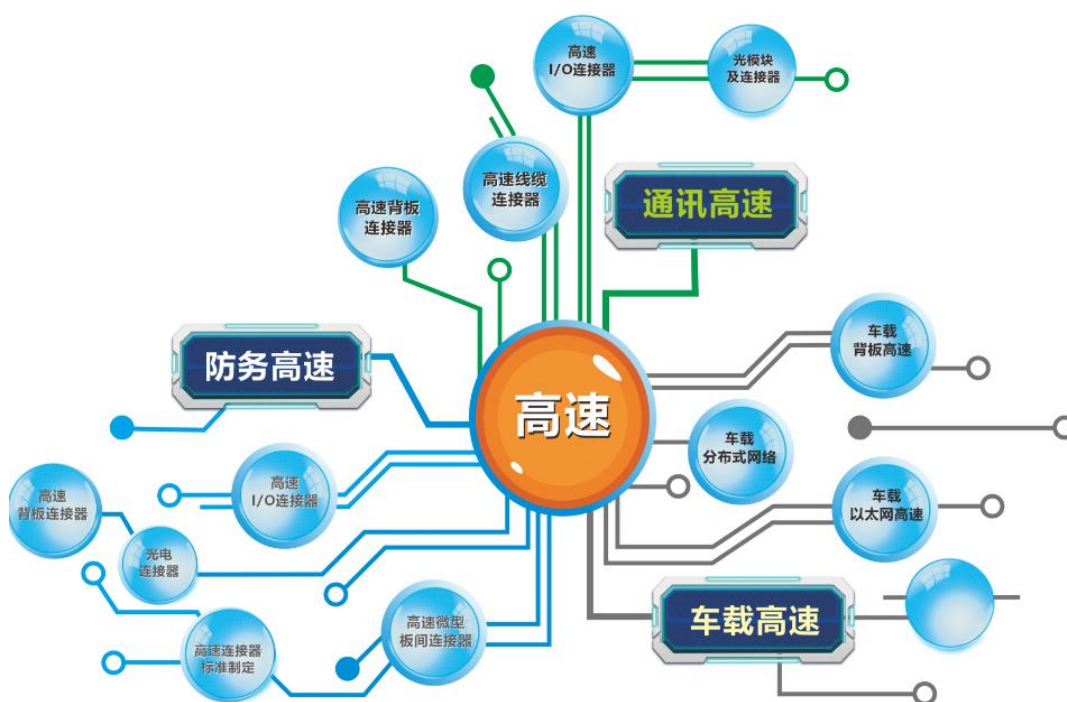 高速
I/O连接器
光模块
及连接器
高速线缆
连接器
高速背板
连接器
通讯高速
车载
背板高速
防务高速
高速
车载
分布式网络
高速
I/O连接器
高速
背板连接器
车载
以太网高速
光电
连接器
高速微型
板间连接器
车载高速
高速连接器
标准制定